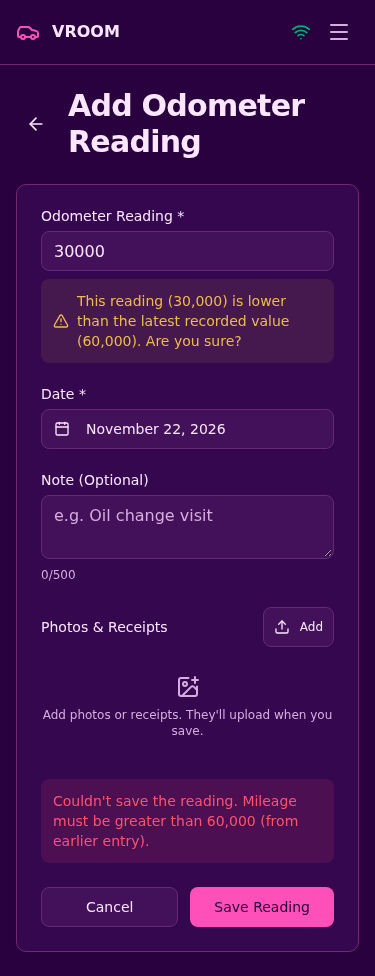 VROOM
Add Odometer
Reading
Odometer Reading *
30000
This reading (30,000) is lower
than the latest recorded value
(60,000). Are you sure?
Date *
November 22, 2026
Note (Optional)
e.g. Oil change visit
0/500
Photos & Receipts
Add
Add photos or receipts. They'll upload when you
save.
Couldn't save the reading. Mileage
must be greater than 60,000 (from
earlier entry).
Cancel
Save Reading